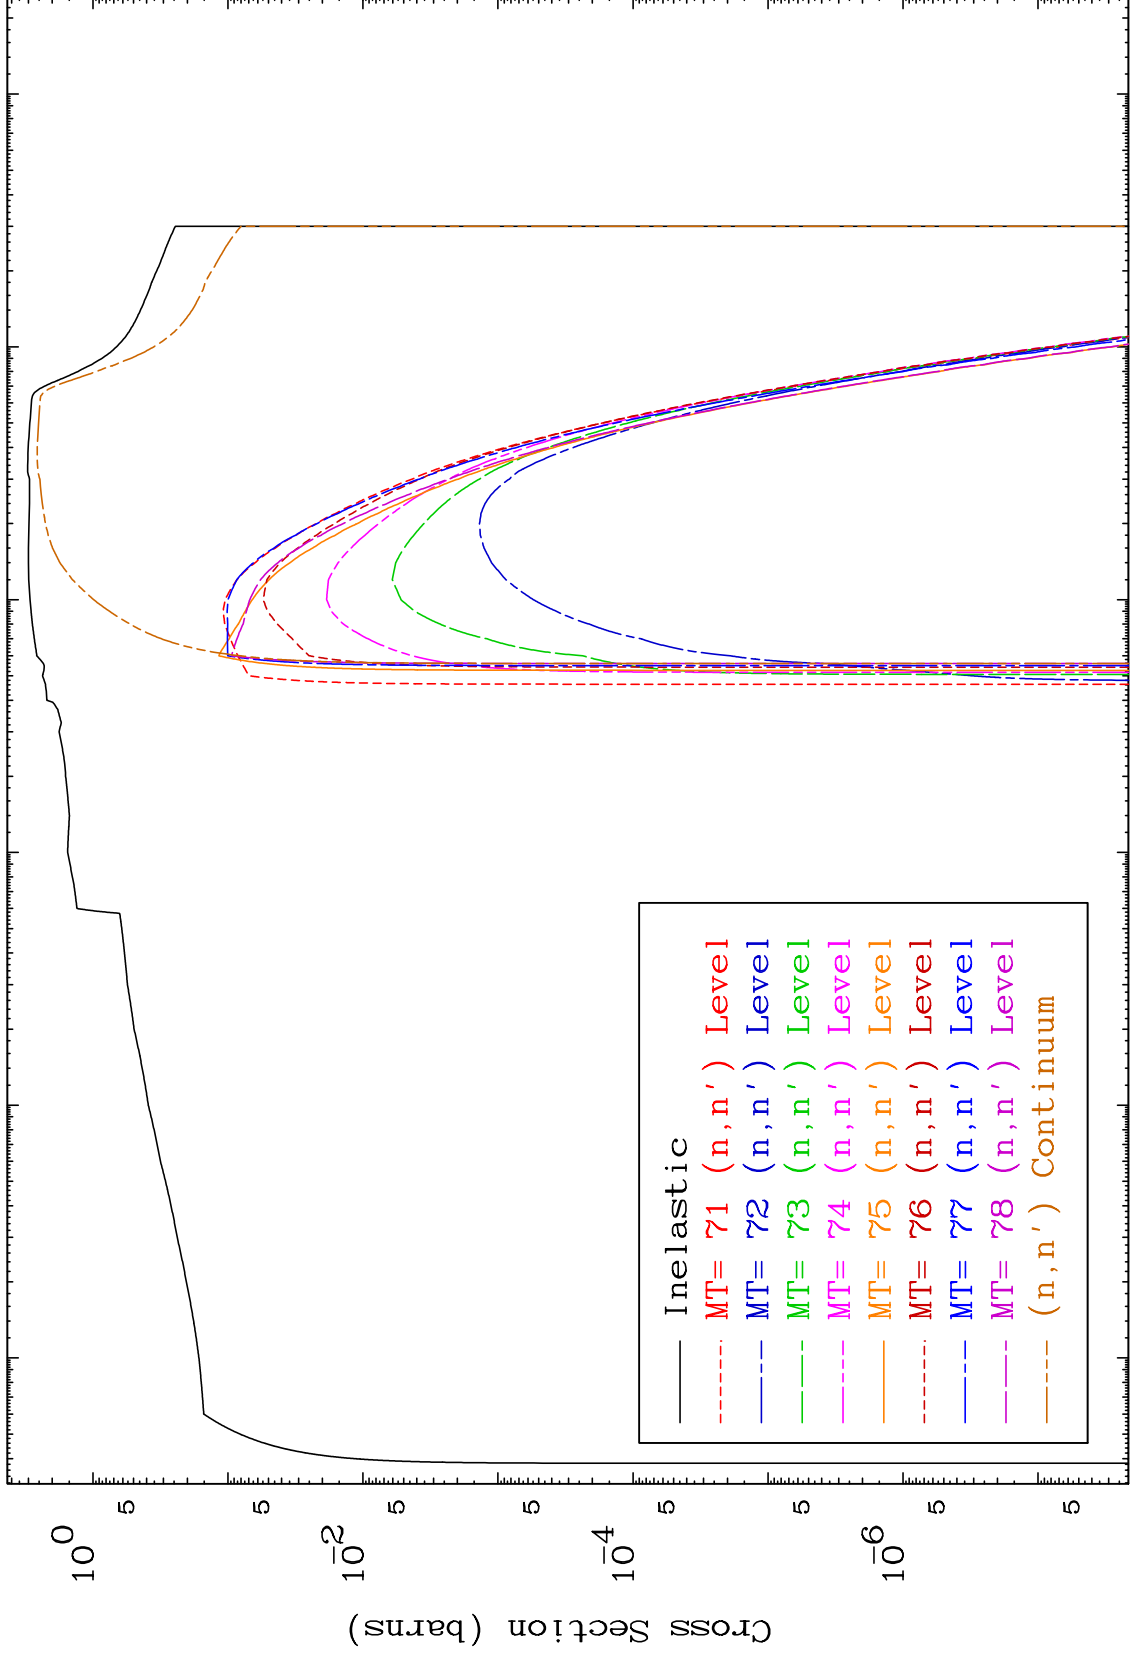 Cross Section (barns)
10^0
5
5
10^-2
5
5
10^-4
5
5
10^-6
5
5
Inelastic
MT= 71 (n,n') Level
MT= 72 (n,n') Level
MT= 73 (n,n') Level
MT= 74 (n,n') Level
MT= 75 (n,n') Level
MT= 76 (n,n') Level
MT= 77 (n,n') Level
MT= 78 (n,n') Level
(n,n') Continuum